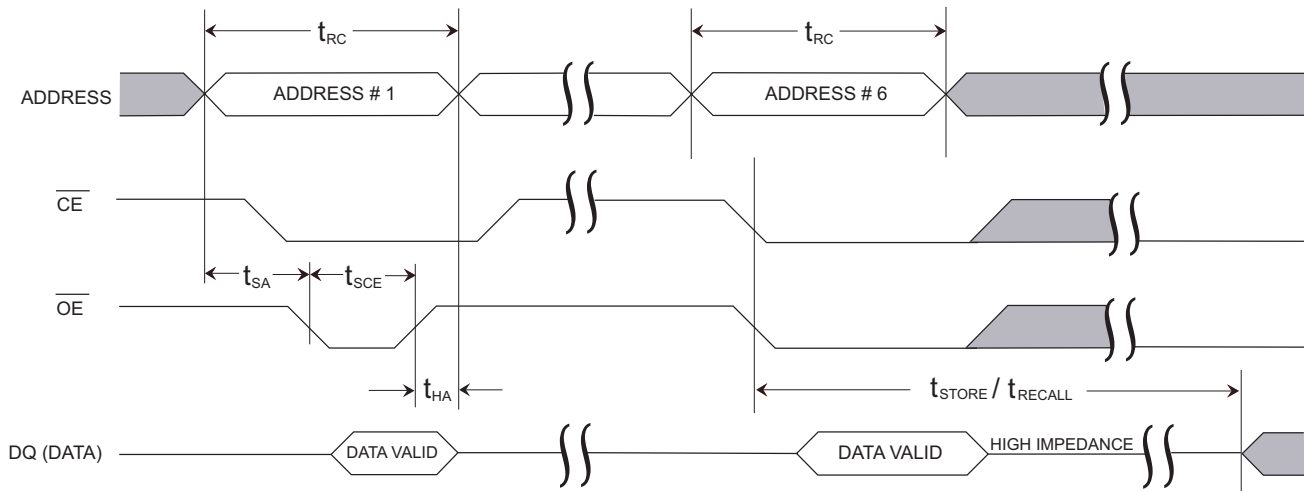 tRC tRC
ADDRESS ADDRESS # 1 ADDRESS # 6
CE
tSA tSCE
OE
tHA tSTORE / tRECALL
DQ (DATA) DATA VALID DATA VALID HIGH IMPEDANCE